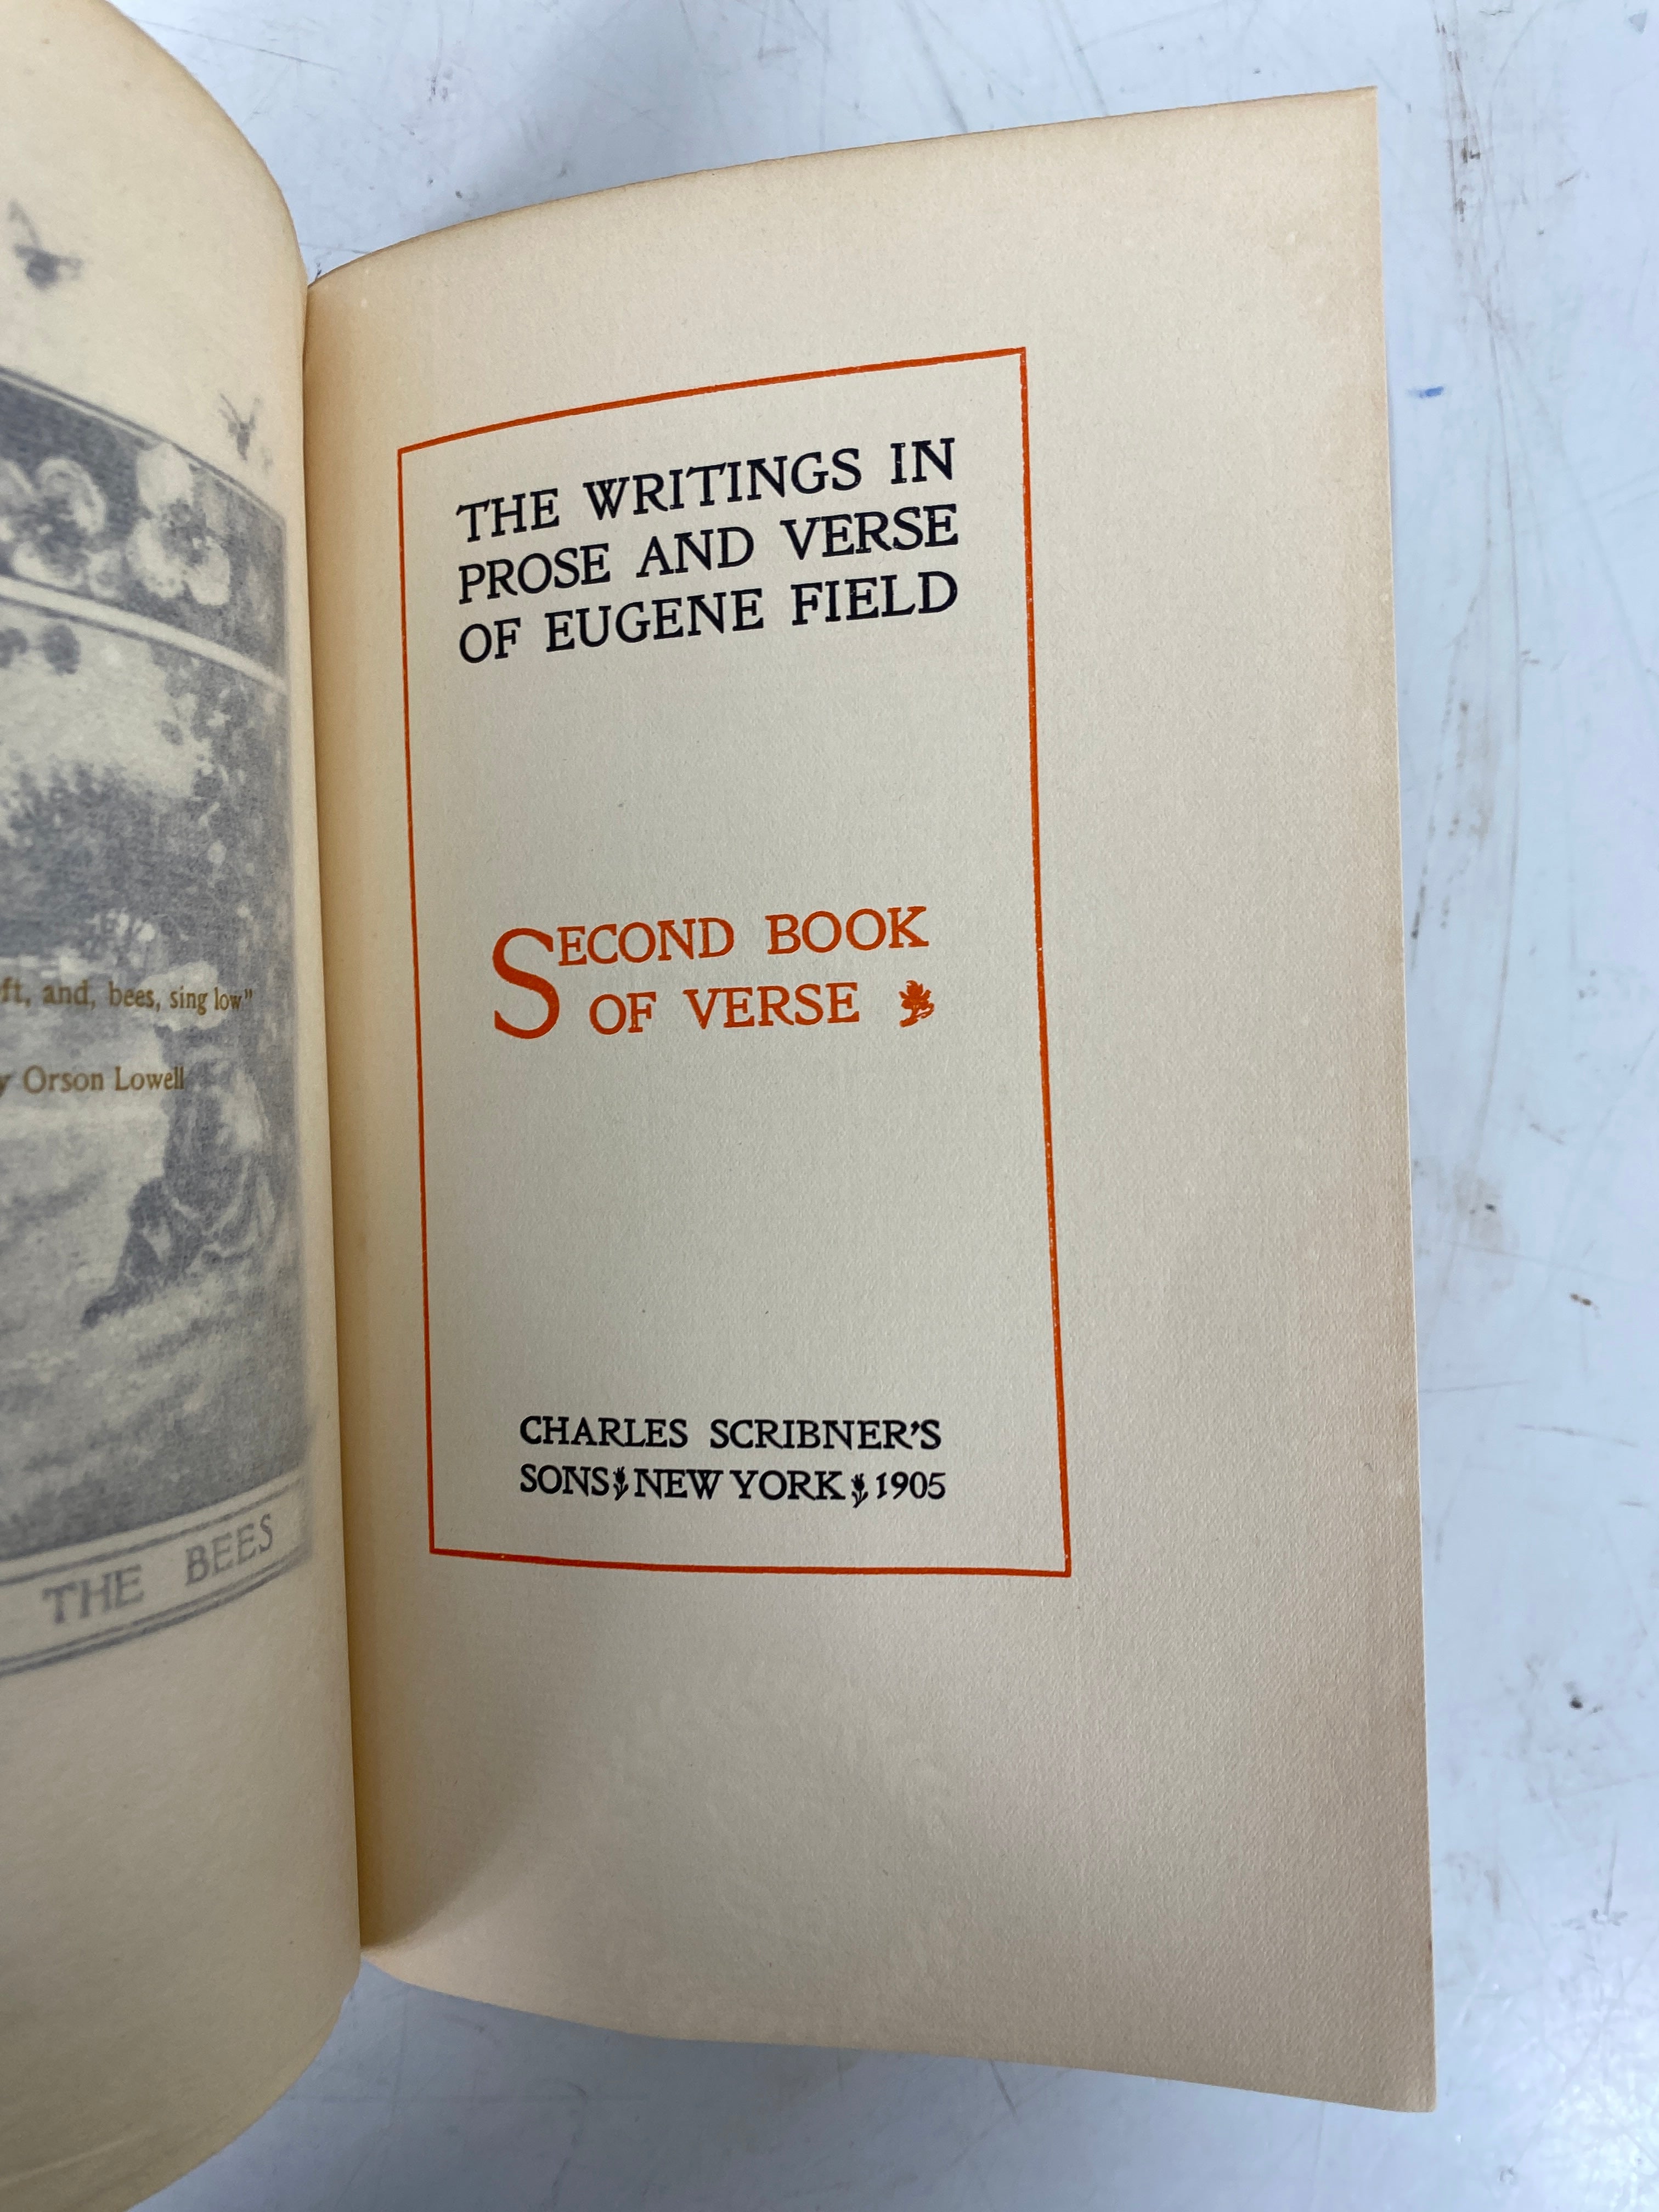 and, bees, sing low"
Orson Lowell
THE BEES
THE WRITINGS IN
PROSE AND VERSE
OF EUGENE FIELD
SECOND BOOK
OF VERSE
CHARLES SCRIBNER'S
SONS NEW YORK 1905